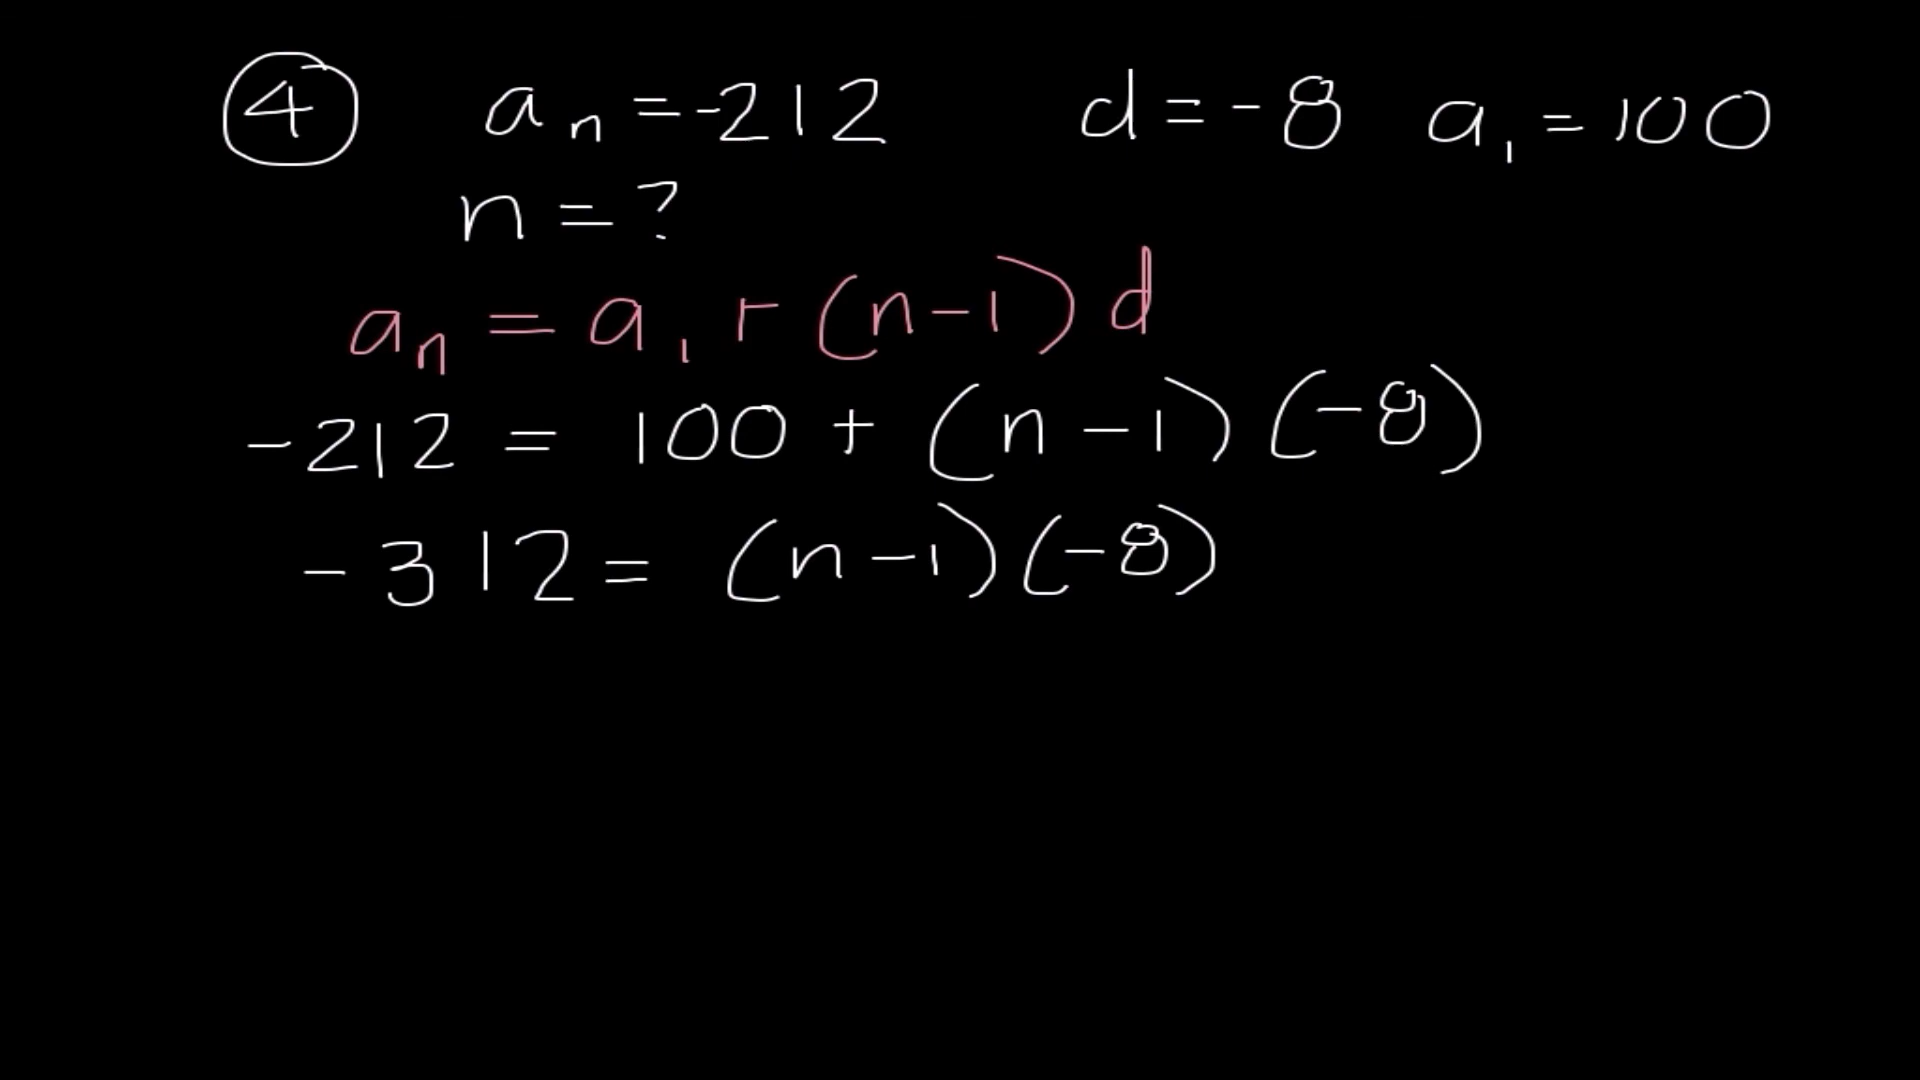 ④ aₙ = -212 d = -8 a₁ = 100
n = ?
aₙ = a₁ + (n-1) d
-212 = 100 + (n-1)(-8)
-312 = (n-1)(-8)